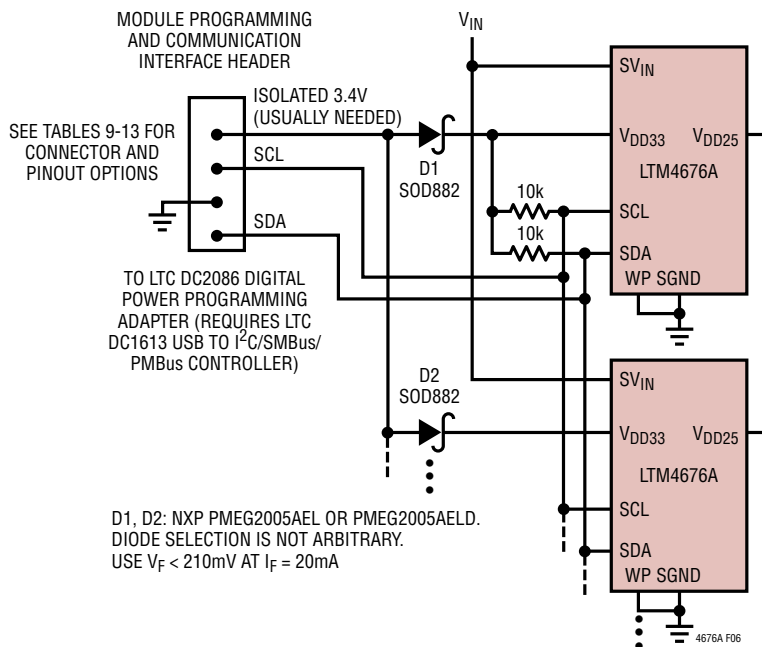 MODULE PROGRAMMING
AND COMMUNICATION
INTERFACE HEADER
V_IN
ISOLATED 3.4V
(USUALLY NEEDED)
SEE TABLES 9-13 FOR
CONNECTOR AND
PINOUT OPTIONS
SCL
SDA
D1
SOD882
10k
10k
SV_IN
V_DD33
V_DD25
LTM4676A
SCL
SDA
WP SGND
TO LTC DC2086 DIGITAL
POWER PROGRAMMING
ADAPTER (REQUIRES LTC
DC1613 USB TO I²C/SMBus/
PMBus CONTROLLER)
D2
SOD882
SV_IN
V_DD33
V_DD25
LTM4676A
SCL
SDA
WP SGND
D1, D2: NXP PMEG2005AEL OR PMEG2005AELD.
DIODE SELECTION IS NOT ARBITRARY.
USE V_F < 210mV AT I_F = 20mA
4676A F06